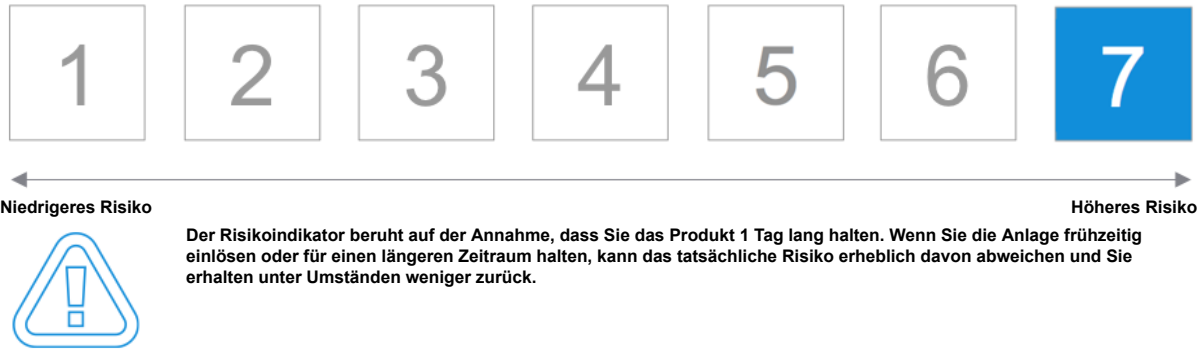 1 2 3 4 5 6 7
Niedrigeres Risiko Höheres Risiko
Der Risikoindikator beruht auf der Annahme, dass Sie das Produkt 1 Tag lang halten. Wenn Sie die Anlage frühzeitig
einlösen oder für einen längeren Zeitraum halten, kann das tatsächliche Risiko erheblich davon abweichen und Sie
erhalten unter Umständen weniger zurück.